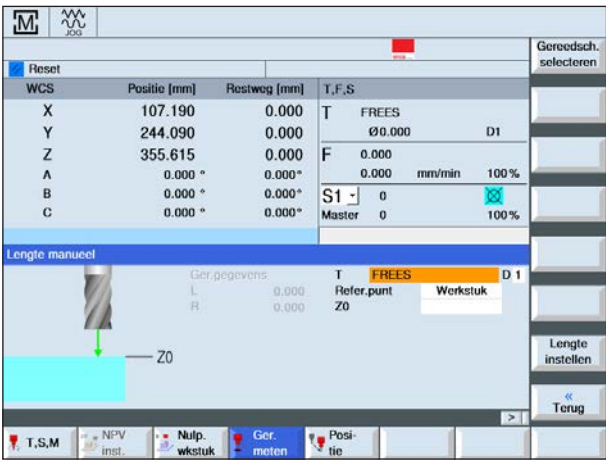 M JOG
Gereedsch.
selecteren
Reset
WCS Positie [mm] Restweg [mm] T,F,S
X 107.190 0.000 T FREES
Y 244.090 0.000 Ø0.000 D1
Z 355.615 0.000 F 0.000
A 0.000 ° 0.000° 0.000 mm/min 100%
B 0.000 ° 0.000° S1 0
C 0.000 ° 0.000° Master 0 100%
Lengte manueel
Ger.gegevens T FREES D 1
L 0.000 Refer.punt Werkstuk
R 0.000 Z0
Z0
Lengte
instellen
«
Terug
>
T,S,M NPV inst. Nulp. wkstuk Ger. meten Posi- tie